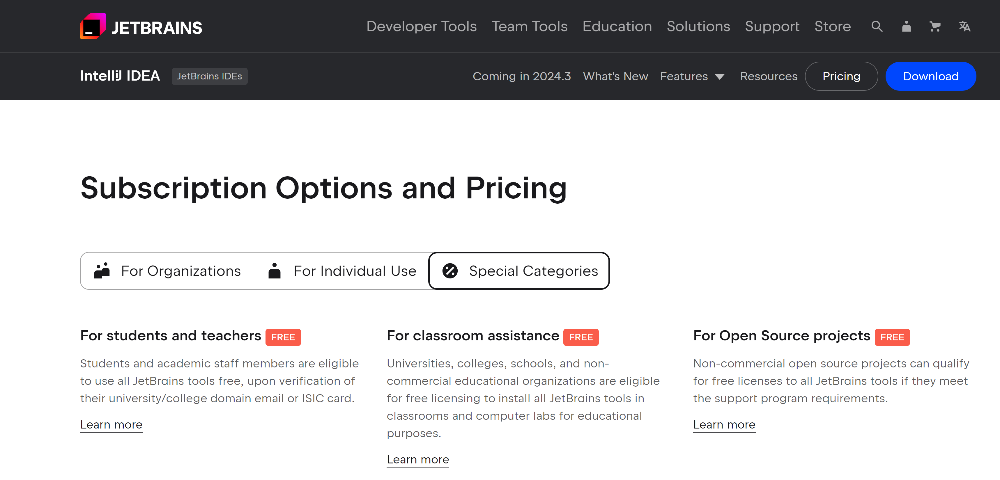 JETBRAINS
Developer Tools Team Tools Education Solutions Support Store
IntelliJ IDEA JetBrains IDEs
Coming in 2024.3 What's New Features Resources Pricing Download
Subscription Options and Pricing
For Organizations For Individual Use Special Categories
For students and teachers FREE
Students and academic staff members are eligible
to use all JetBrains tools free, upon verification of
their university/college domain email or ISIC card.
Learn more
For classroom assistance FREE
Universities, colleges, schools, and non-
commercial educational organizations are eligible
for free licensing to install all JetBrains tools in
classrooms and computer labs for educational
purposes.
Learn more
For Open Source projects FREE
Non-commercial open source projects can qualify
for free licenses to all JetBrains tools if they meet
the support program requirements.
Learn more